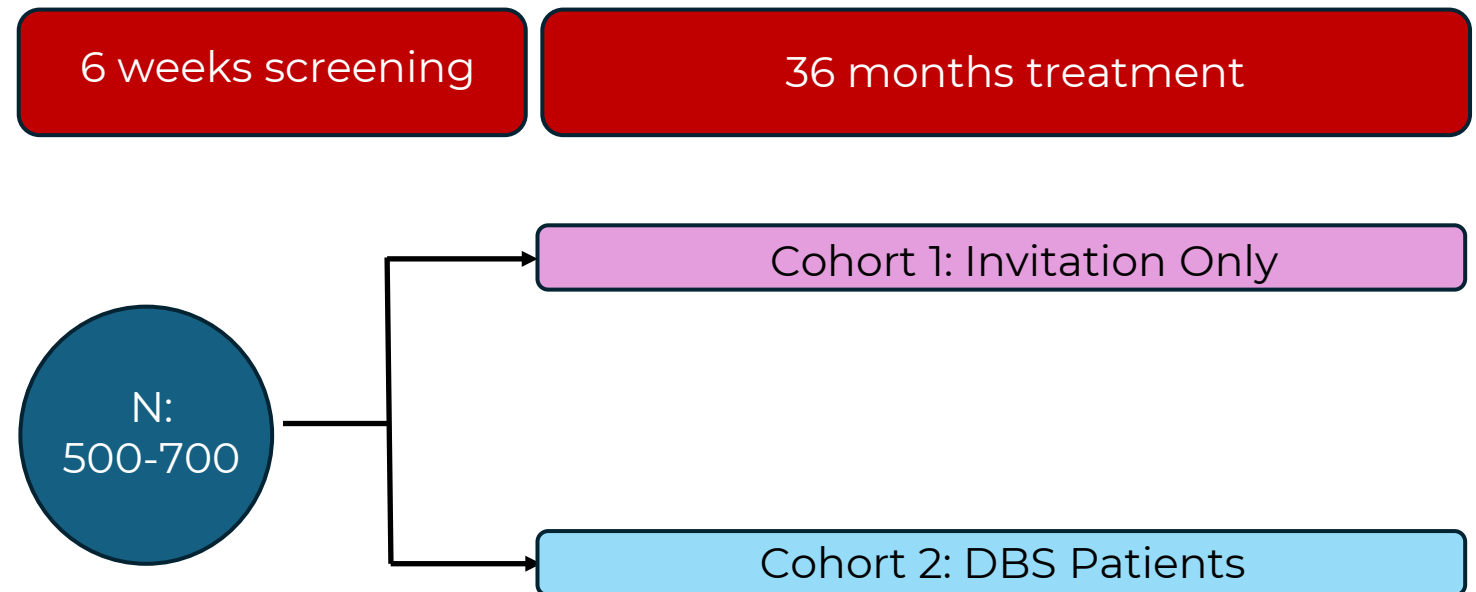 6 weeks screening
36 months treatment
Cohort 1: Invitation Only
N:
500-700
Cohort 2: DBS Patients